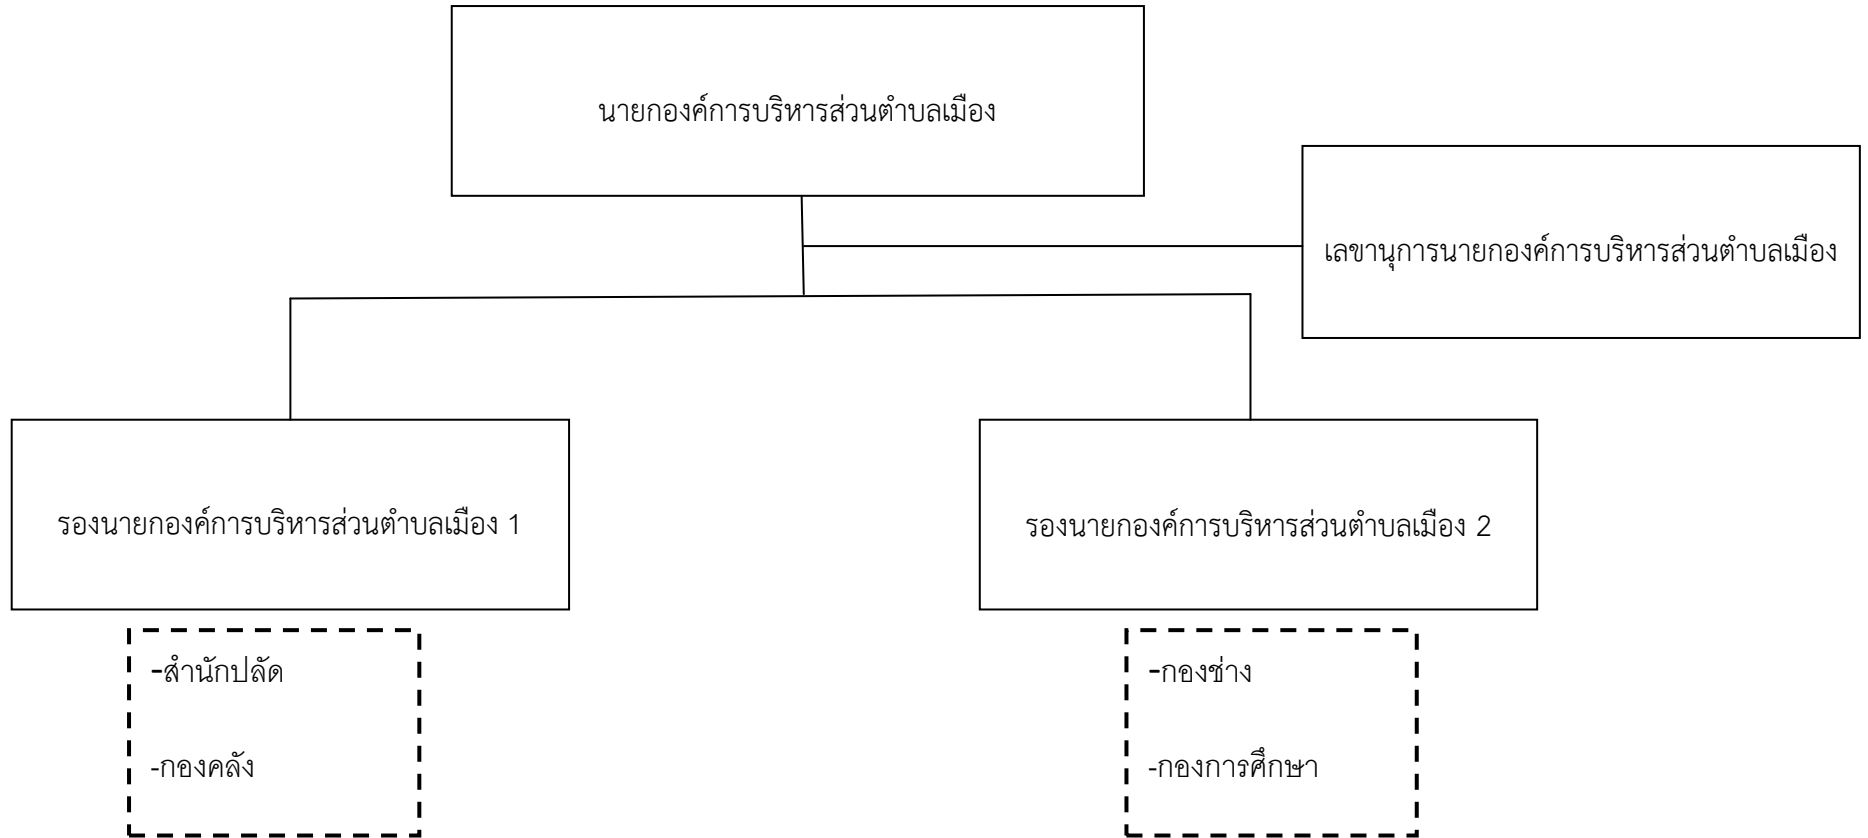 นายกองค์การบริหารส่วนตำบลเมือง
เลขานุการนายกองค์การบริหารส่วนตำบลเมือง
รองนายกองค์การบริหารส่วนตำบลเมือง 1
รองนายกองค์การบริหารส่วนตำบลเมือง 2
-สำนักปลัด
-กองคลัง
-กองช่าง
-กองการศึกษา